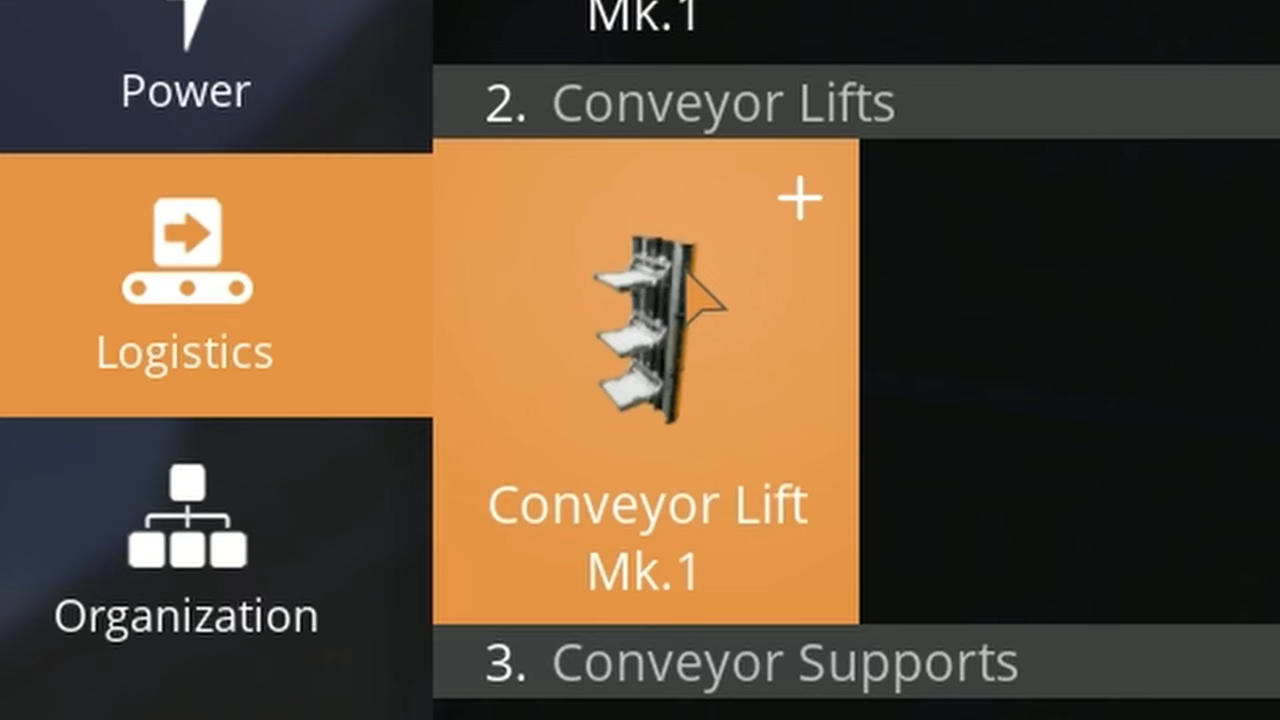 Mk.1
Power
2. Conveyor Lifts
Logistics
Conveyor Lift
Mk.1
Organization
3. Conveyor Supports